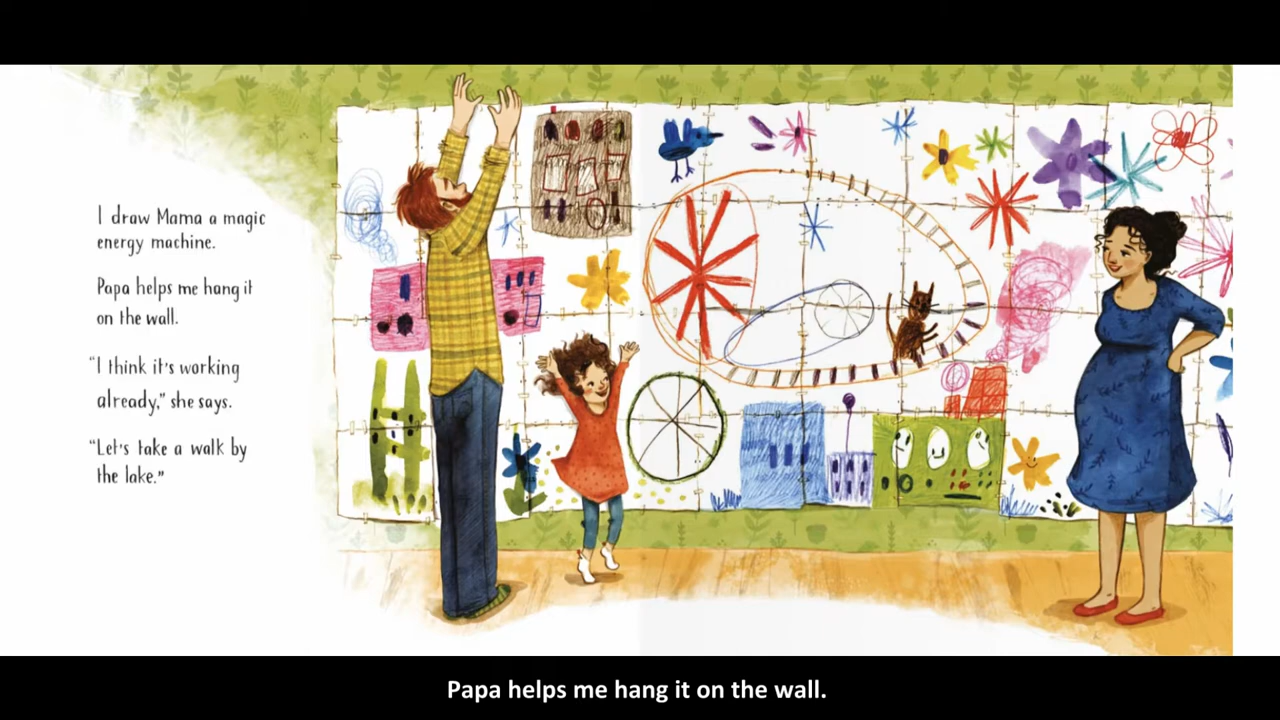 I draw Mama a magic
energy machine.
Papa helps me hang it
on the wall.
"I think it's working
already," she says.
"Let's take a walk by
the lake."
Papa helps me hang it on the wall.